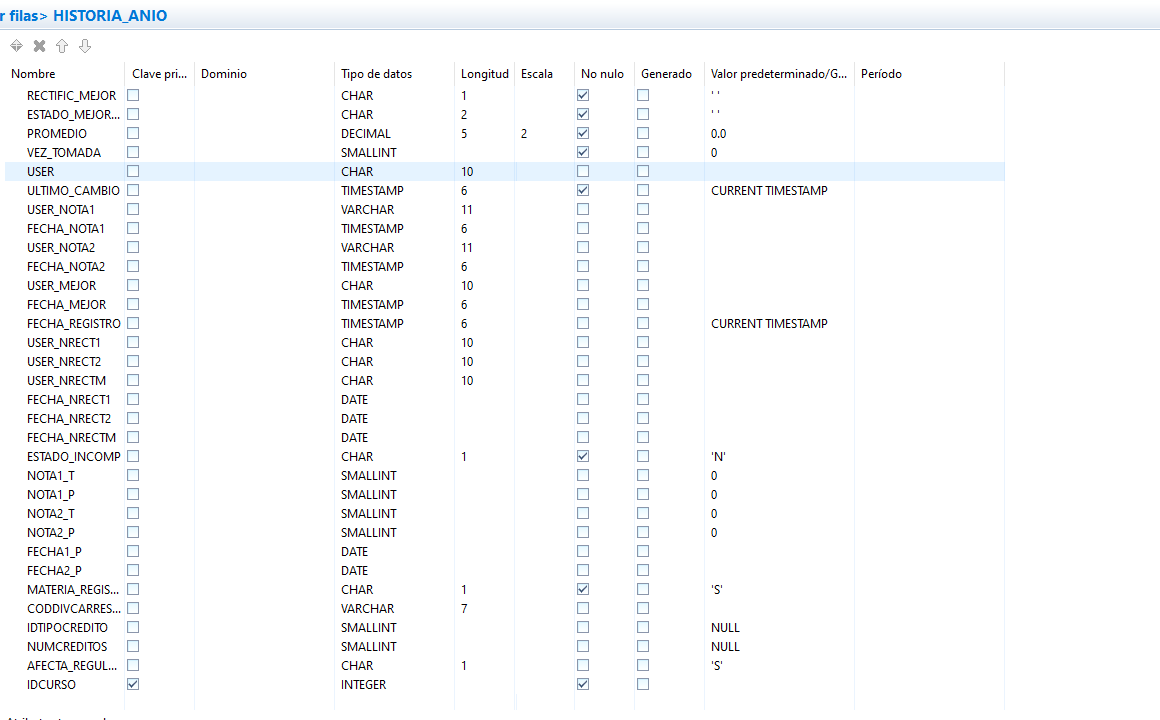 r filas> HISTORIA_ANIO
Nombre Clave pri... Dominio Tipo de datos Longitud Escala No nulo Generado Valor predeterminado/G... Período
RECTIFIC_MEJOR CHAR 1 ' '
ESTADO_MEJOR... CHAR 2 ' '
PROMEDIO DECIMAL 5 2 0.0
VEZ_TOMADA SMALLINT 0
USER CHAR 10
ULTIMO_CAMBIO TIMESTAMP 6 CURRENT TIMESTAMP
USER_NOTA1 VARCHAR 11
FECHA_NOTA1 TIMESTAMP 6
USER_NOTA2 VARCHAR 11
FECHA_NOTA2 TIMESTAMP 6
USER_MEJOR CHAR 10
FECHA_MEJOR TIMESTAMP 6
FECHA_REGISTRO TIMESTAMP 6 CURRENT TIMESTAMP
USER_NRECT1 CHAR 10
USER_NRECT2 CHAR 10
USER_NRECTM CHAR 10
FECHA_NRECT1 DATE
FECHA_NRECT2 DATE
FECHA_NRECTM DATE
ESTADO_INCOMP CHAR 1 'N'
NOTA1_T SMALLINT 0
NOTA1_P SMALLINT 0
NOTA2_T SMALLINT 0
NOTA2_P SMALLINT 0
FECHA1_P DATE
FECHA2_P DATE
MATERIA_REGIS... CHAR 1 'S'
CODDIVCARRES... VARCHAR 7
IDTIPOCREDITO SMALLINT NULL
NUMCREDITOS SMALLINT NULL
AFECTA_REGUL... CHAR 1 'S'
IDCURSO INTEGER